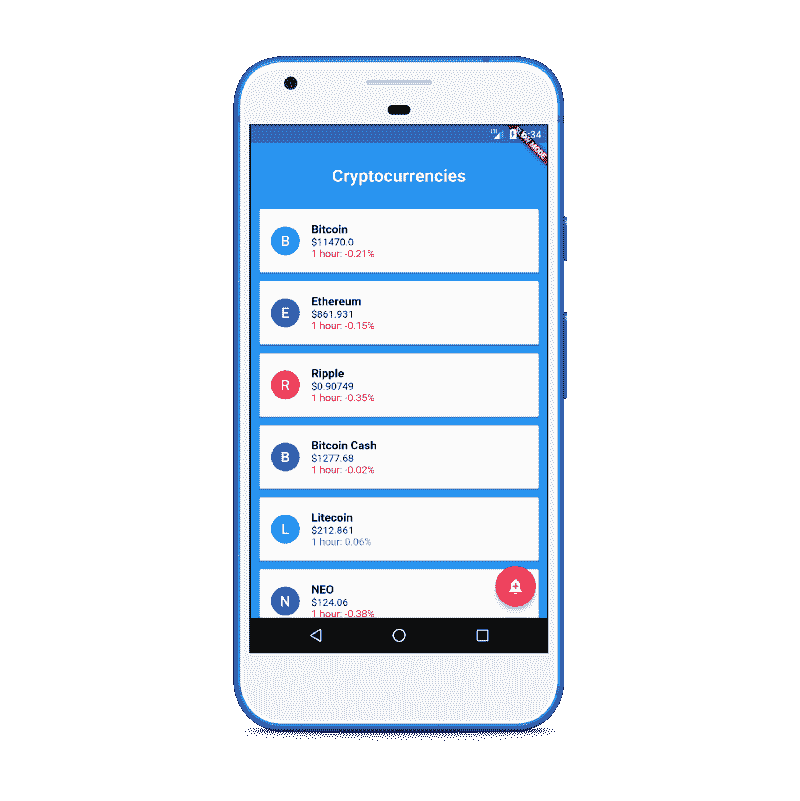 LTE 6:34
SLOW MODE
Cryptocurrencies
B
Bitcoin
$11470.0
1 hour: -0.21%
E
Ethereum
$861.931
1 hour: -0.15%
R
Ripple
$0.90749
1 hour: -0.35%
B
Bitcoin Cash
$1277.68
1 hour: -0.02%
L
Litecoin
$212.861
1 hour: 0.06%
N
NEO
$124.06
1 hour: -0.38%